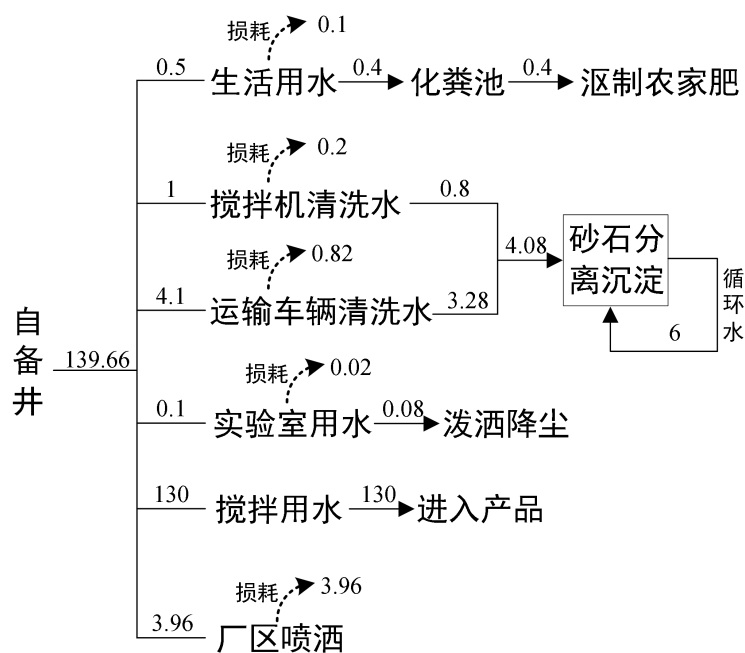 损耗 0.1
0.5 生活用水 0.4 化粪池 0.4 沤制农家肥
损耗 0.2
1 搅拌机清洗水 0.8
4.08 砂石分离沉淀
循环水
6
损耗 0.82
4.1 运输车辆清洗水 3.28
自备井 139.66
损耗 0.02
0.1 实验室用水 0.08 泼洒降尘
130 搅拌用水 130 进入产品
损耗 3.96
3.96 厂区喷洒